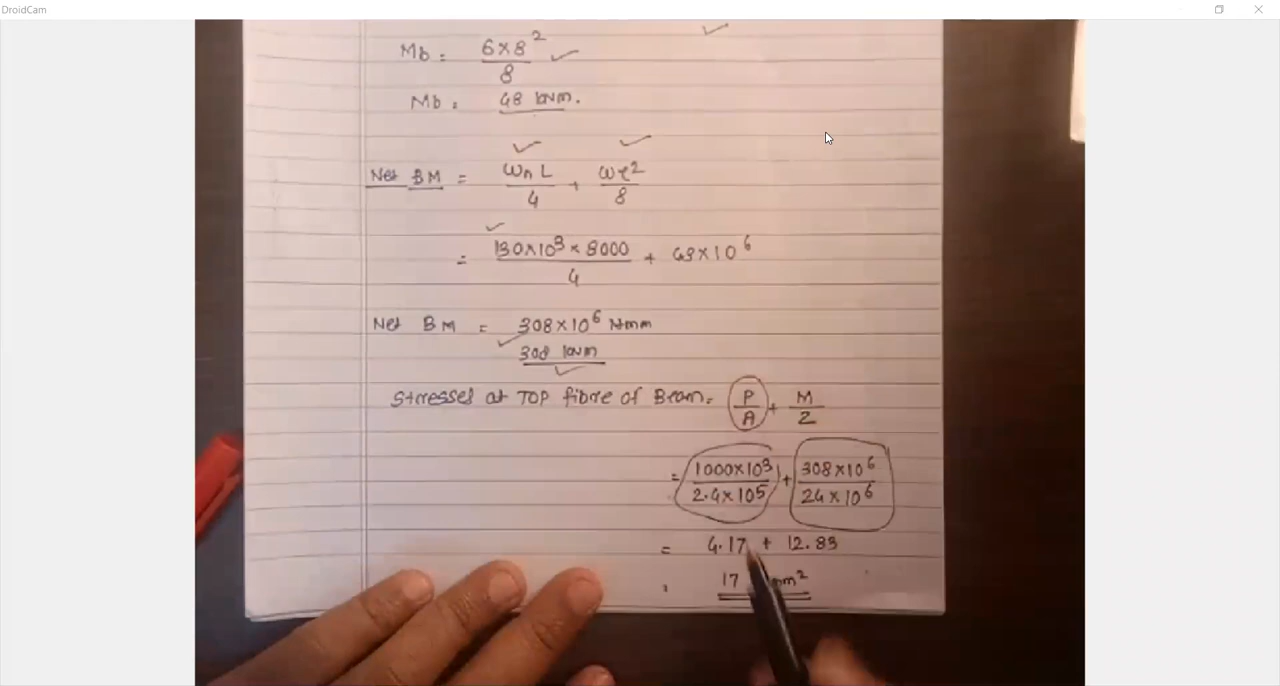 DroidCam
Mb = 6×8²/8
Mb = 48 kNm.
Net BM = WnL/4 + wl²/8
= 130×10³×8000/4 + 48×10⁶
Net BM = 308×10⁶ Nmm
308 kNm
Stresses at TOP fibre of Beam = P/A + M/Z
= 1000×10³/2.4×10⁵ + 308×10⁶/24×10⁶
= 4.17 + 12.83
= 17 mm²